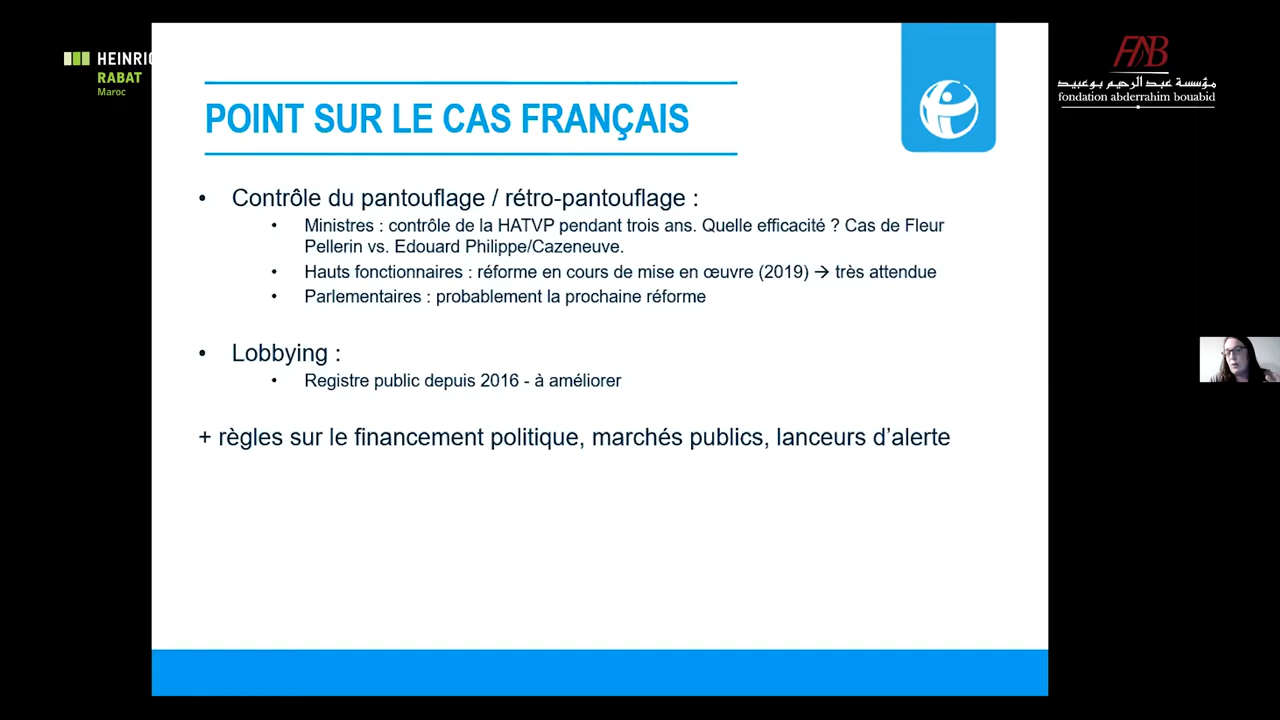 HEINRIC
RABAT
Maroc
FAB
مؤسسة عبد الرحيم بوعبيد
fondation abderrahim bouabid
POINT SUR LE CAS FRANÇAIS
• Contrôle du pantouflage / rétro-pantouflage :
• Ministres : contrôle de la HATVP pendant trois ans. Quelle efficacité ? Cas de Fleur
Pellerin vs. Edouard Philippe/Cazeneuve.
• Hauts fonctionnaires : réforme en cours de mise en œuvre (2019) → très attendue
• Parlementaires : probablement la prochaine réforme
• Lobbying :
• Registre public depuis 2016 - à améliorer
+ règles sur le financement politique, marchés publics, lanceurs d’alerte